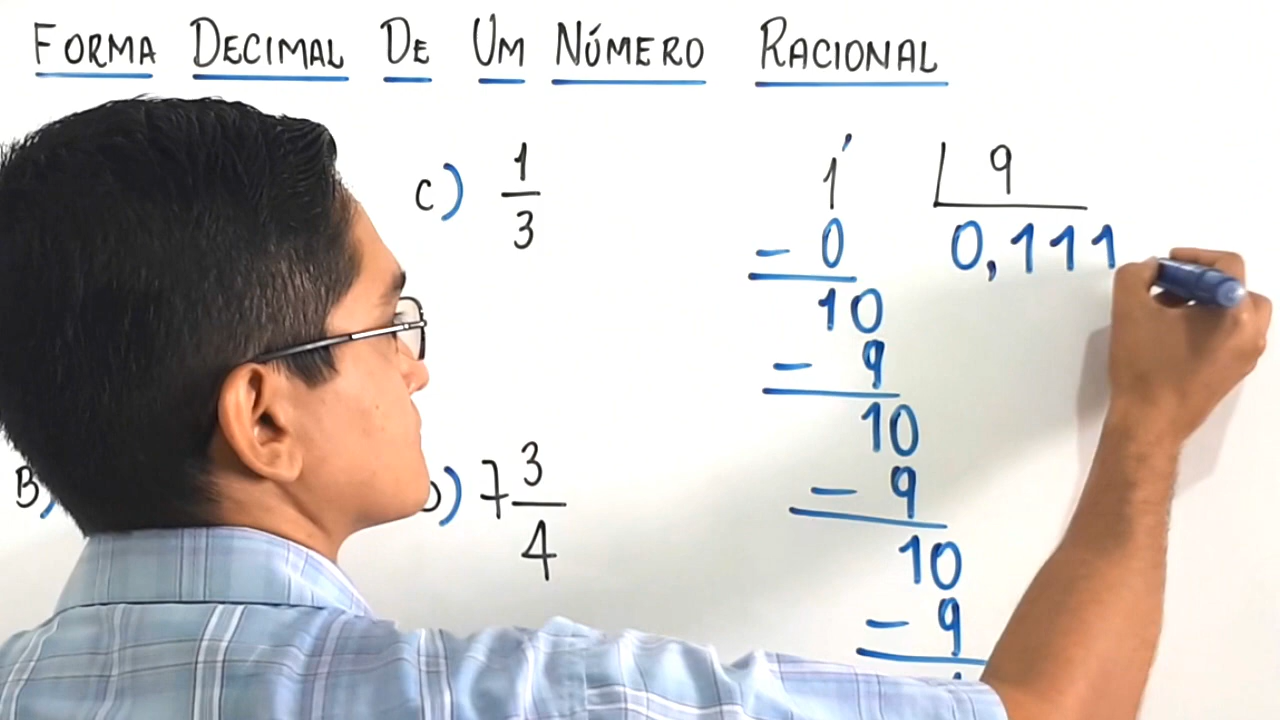 FORMA DECIMAL DE UM NÚMERO RACIONAL
C) 1/3
B)
) 7 3/4
1' 9
- 0 0,111
10
- 9
10
- 9
10
- 9